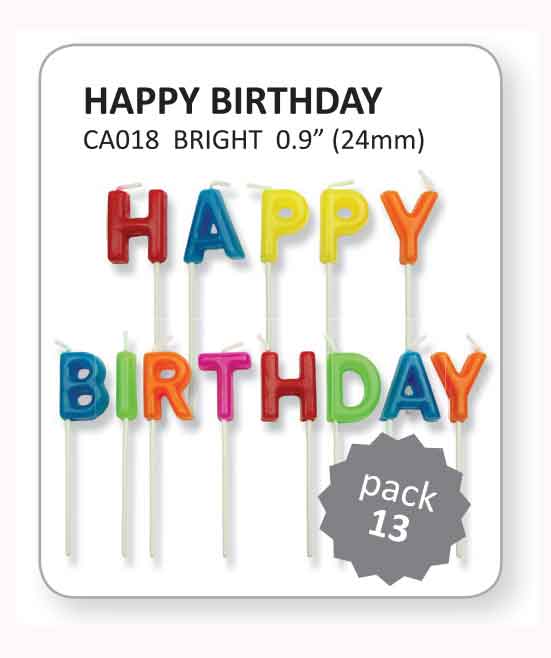 HAPPY BIRTHDAY
CA018 BRIGHT 0.9” (24mm)
HAPPY
BIRTHDAY
pack
13